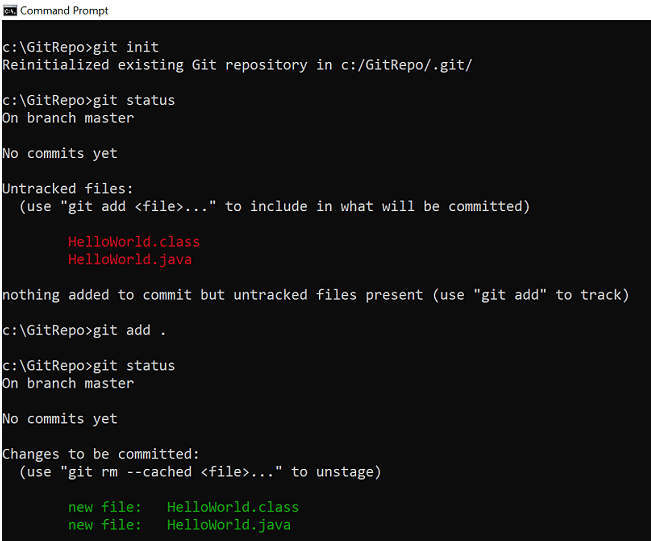 Command Prompt
c:\GitRepo>git init
Reinitialized existing Git repository in c:/GitRepo/.git/
c:\GitRepo>git status
On branch master
No commits yet
Untracked files:
(use "git add <file>..." to include in what will be committed)
HelloWorld.class
HelloWorld.java
nothing added to commit but untracked files present (use "git add" to track)
c:\GitRepo>git add .
c:\GitRepo>git status
On branch master
No commits yet
Changes to be committed:
(use "git rm --cached <file>..." to unstage)
new file:   HelloWorld.class
new file:   HelloWorld.java